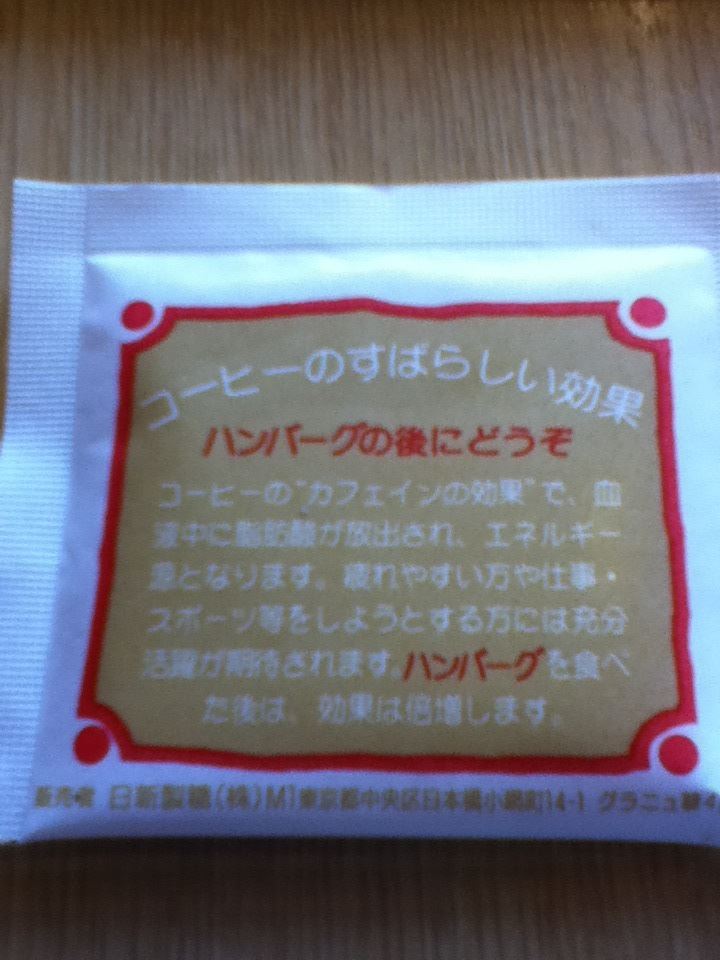 コーヒーのすばらしい効果
ハンバーグの後にどうぞ
コーヒーの"カフェインの効果"で、血
液中に脂肪酸が放出され、エネルギー
源となります。疲れやすい方や仕事・
スポーツ等をしようとする方には充分
活躍が期待されます。ハンバーグを食べ
た後は、効果は倍増します。
販売者 日新製糖(株)M1東京都中央区日本橋小網町14-1 グラニュ糖4